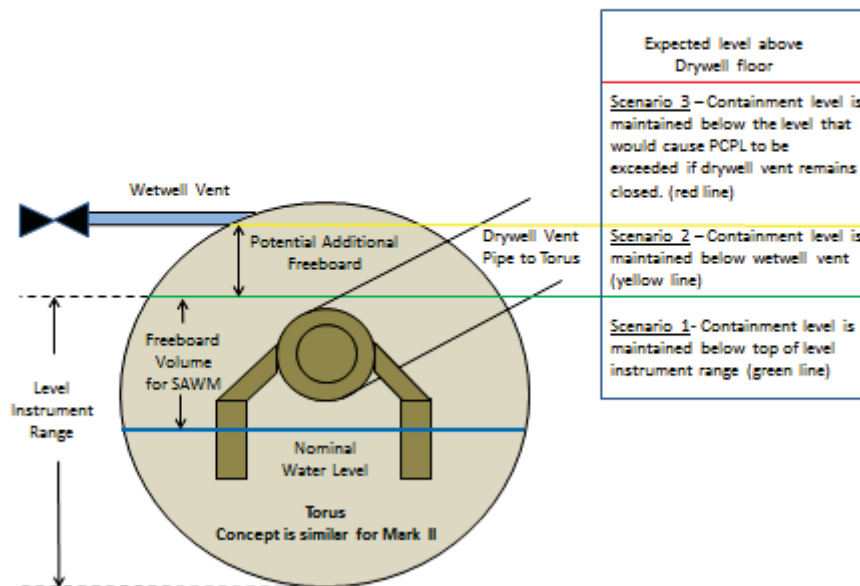 Expected level above
Drywell floor
Scenario 3 – Containment level is
maintained below the level that
would cause PCPL to be
exceeded if drywell vent remains
closed. (red line)
Wetwell Vent
Potential Additional
Freeboard
Drywell Vent
Pipe to Torus
Scenario 2 – Containment level is
maintained below wetwell vent
(yellow line)
Scenario 1- Containment level is
maintained below top of level
instrument range (green line)
Freeboard
Volume
for SAWM
Level
Instrument
Range
Nominal
Water Level
Torus
Concept is similar for Mark II